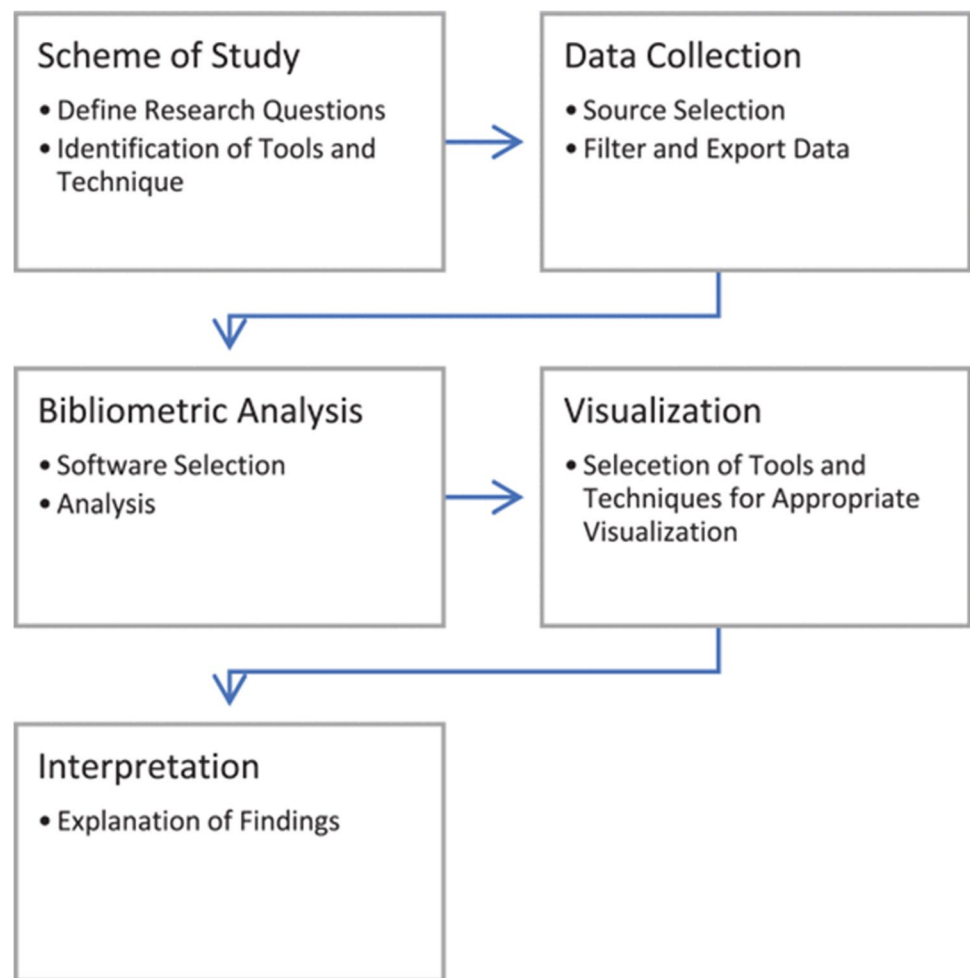 Scheme of Study
• Define Research Questions
• Identification of Tools and
Technique
Data Collection
• Source Selection
• Filter and Export Data
Bibliometric Analysis
• Software Selection
• Analysis
Visualization
• Selecetion of Tools and
Techniques for Appropriate
Visualization
Interpretation
• Explanation of Findings